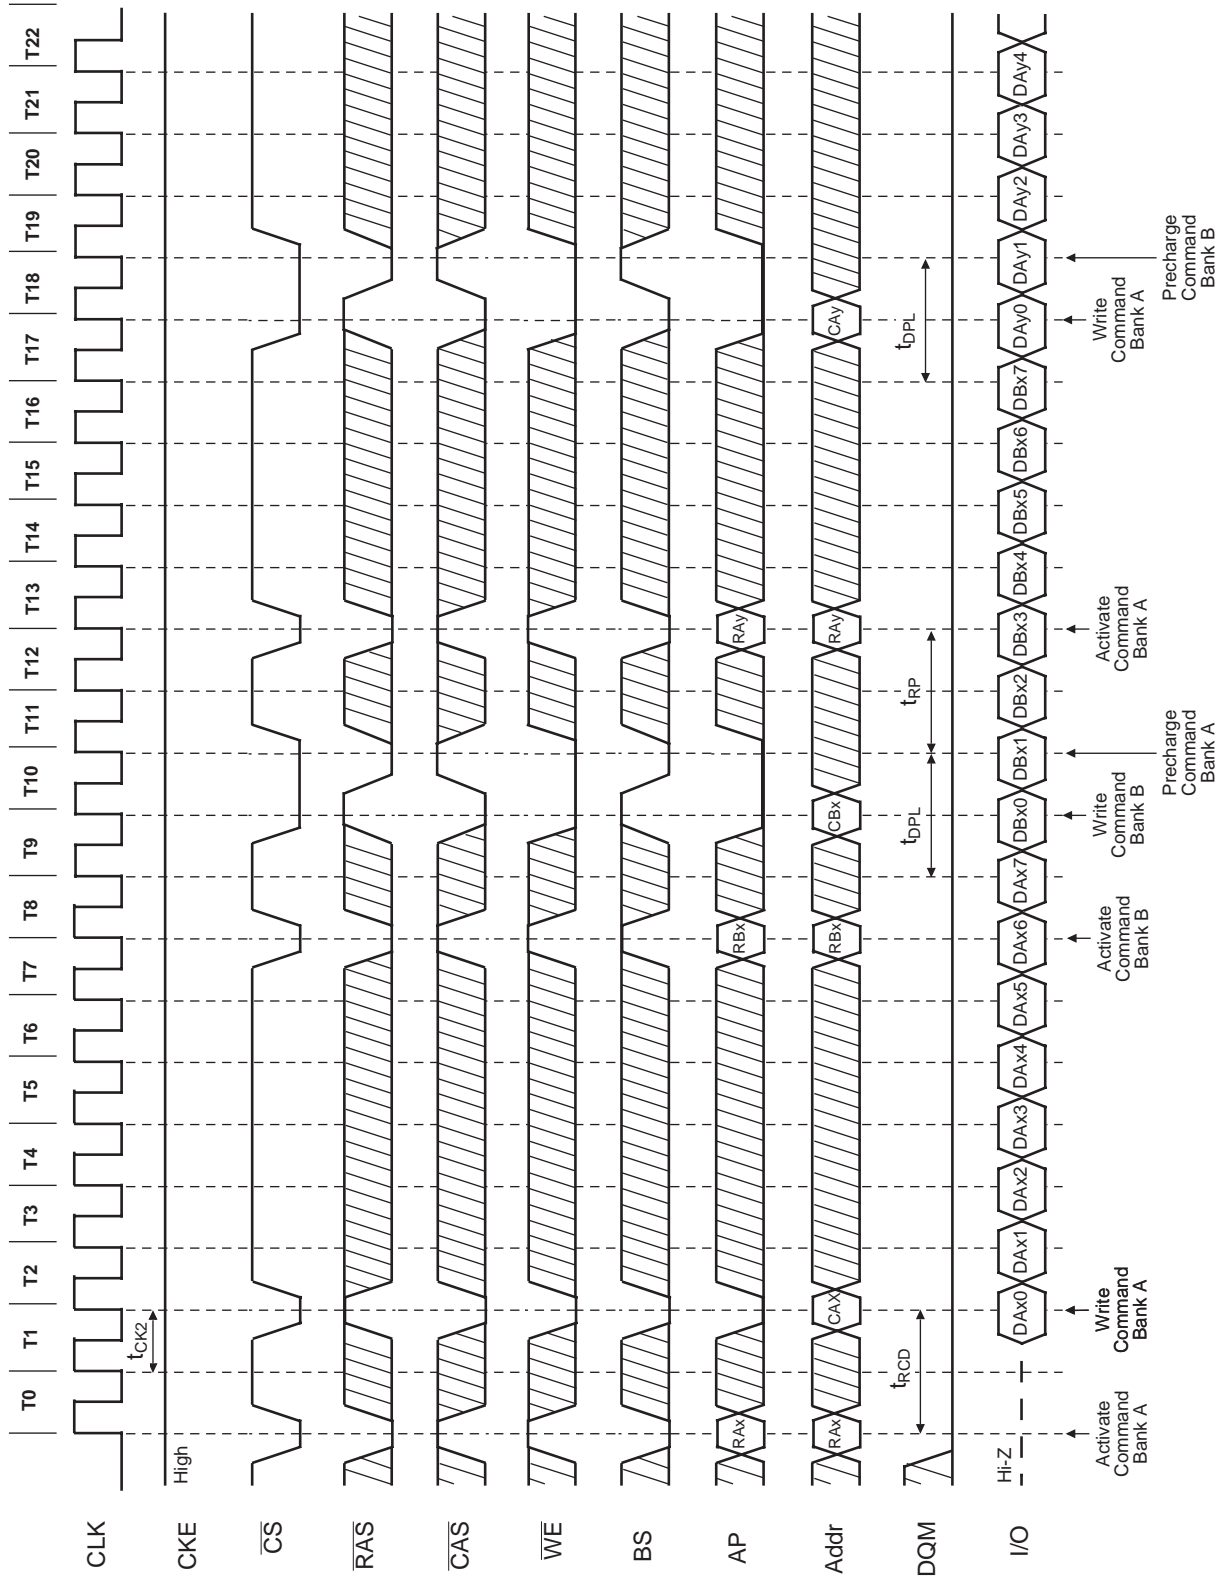 T0 T1 T2 T3 T4 T5 T6 T7 T8 T9 T10 T11 T12 T13 T14 T15 T16 T17 T18 T19 T20 T21 T22
CLK
tCK2
CKE
High
CS
RAS
CAS
WE
BS
AP
RAx RBx RAy
Addr
RAx CAX RBx CBx RAy CAy
DQM
tRCD tDPL tRP tDPL
I/O
Hi-Z
DAx0 DAx1 DAx2 DAx3 DAx4 DAx5 DAx6 DAx7 DBx0 DBx1 DBx2 DBx3 DBx4 DBx5 DBx6 DBx7 DAy0 DAy1 DAy2 DAy3 DAy4
Activate
Command
Bank A
Write
Command
Bank A
Activate
Command
Bank B
Write
Command
Bank B
Precharge
Command
Bank A
Activate
Command
Bank A
Write
Command
Bank A
Precharge
Command
Bank B